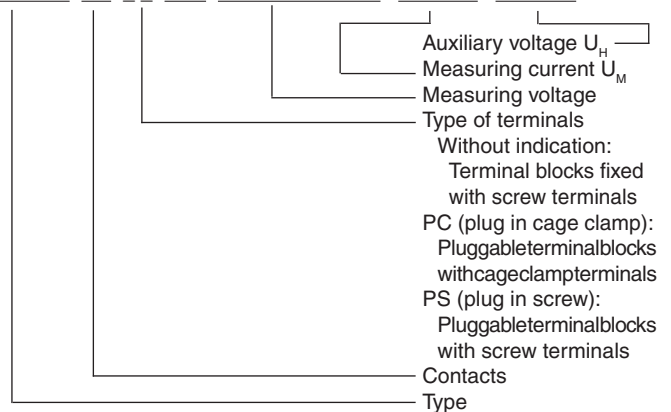 Auxiliary voltage U_H
Measuring current U_M
Measuring voltage
Type of terminals
Without indication:
Terminal blocks fixed
with screw terminals
PC (plug in cage clamp):
Pluggableterminalblocks
withcageclampterminals
PS (plug in screw):
Pluggableterminalblocks
with screw terminals
Contacts
Type